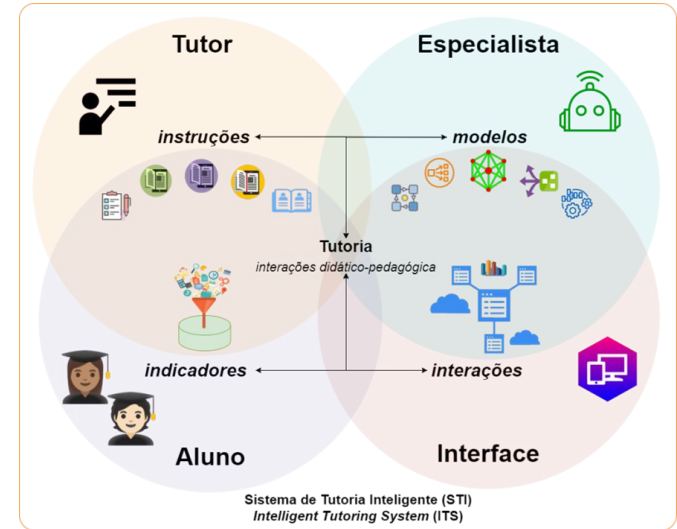 Tutor
Especialista
instruções
modelos
Tutoria
interações didático-pedagógica
indicadores
interações
Aluno
Interface
Sistema de Tutoria Inteligente (STI)
Intelligent Tutoring System (ITS)